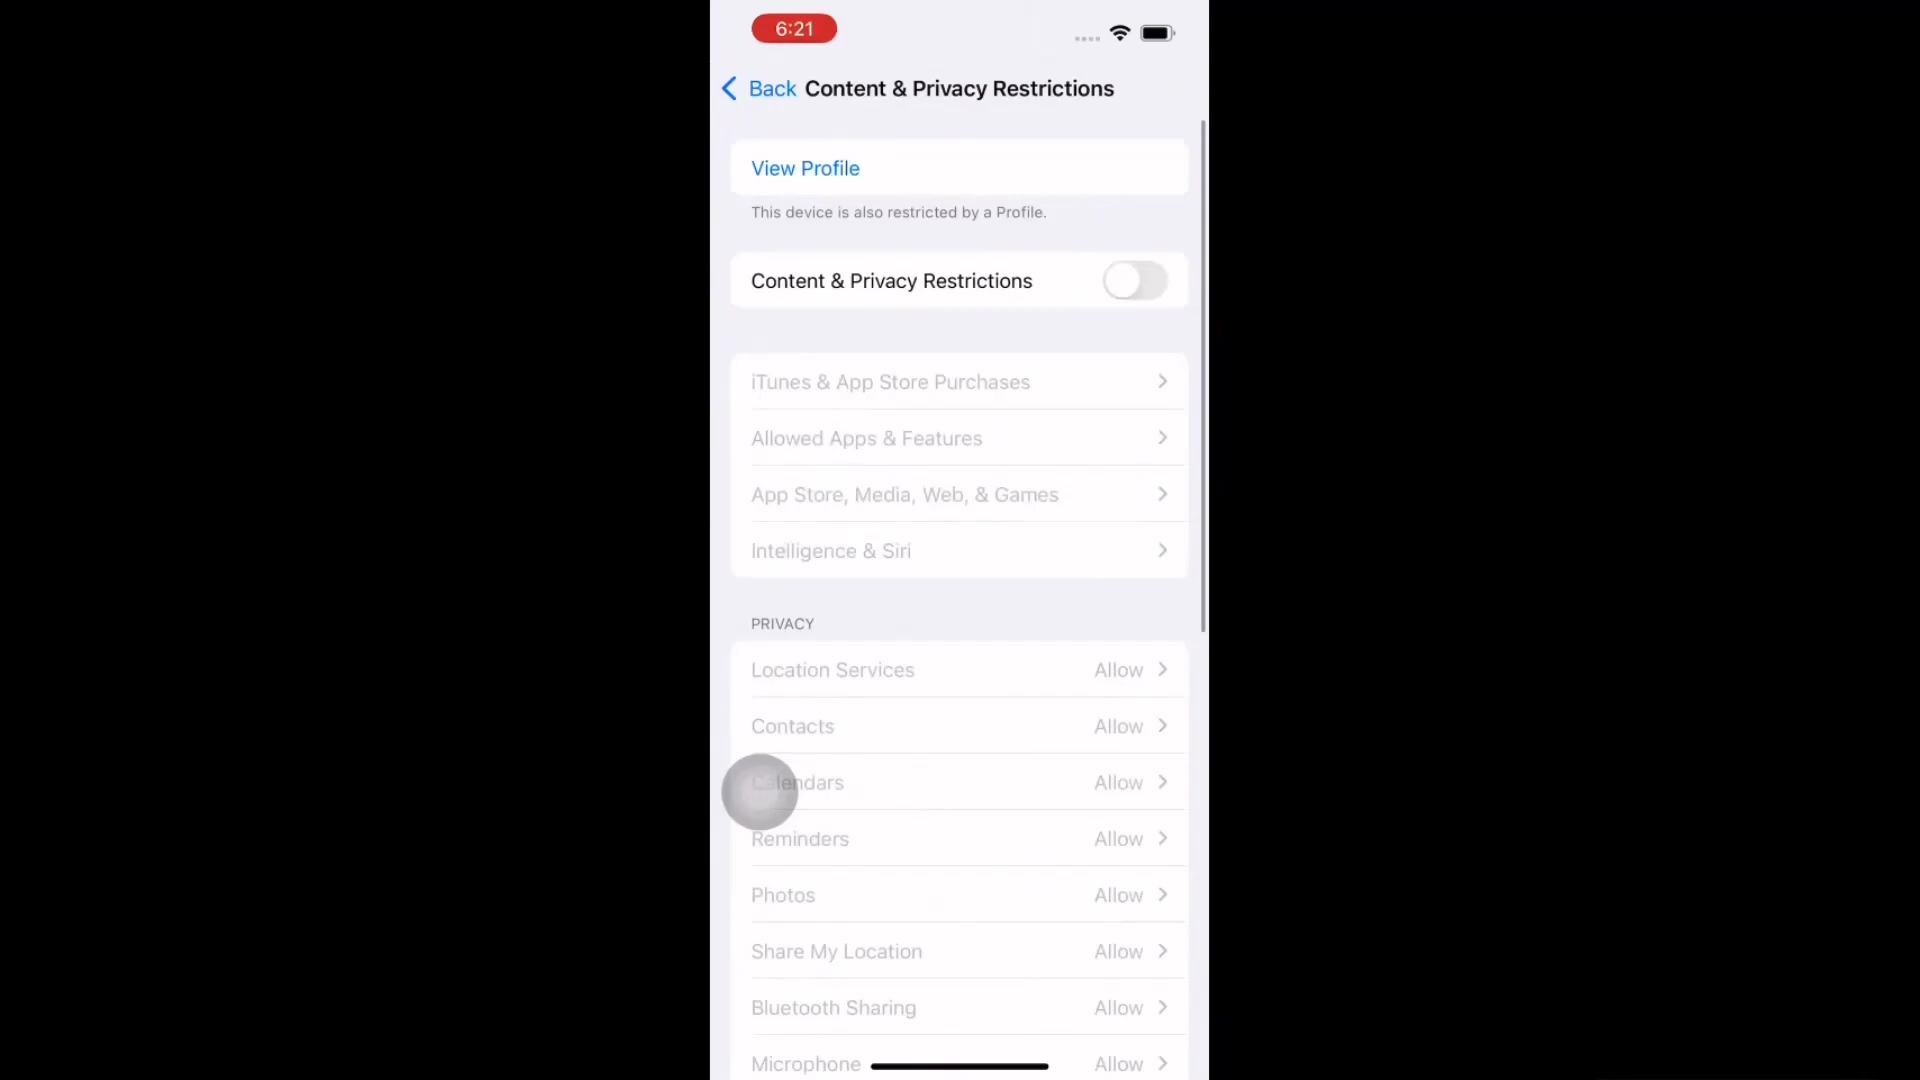 6:21
Back Content & Privacy Restrictions
View Profile
This device is also restricted by a Profile.
Content & Privacy Restrictions
iTunes & App Store Purchases
Allowed Apps & Features
App Store, Media, Web, & Games
Intelligence & Siri
PRIVACY
Location Services Allow
Contacts Allow
Calendars Allow
Reminders Allow
Photos Allow
Share My Location Allow
Bluetooth Sharing Allow
Microphone Allow